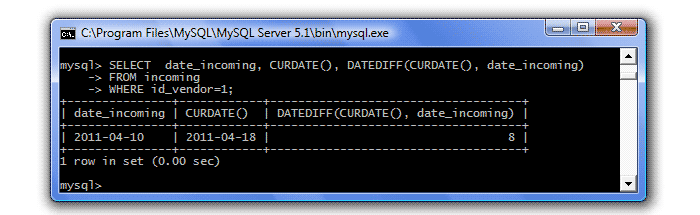 C:\Program Files\MySQL\MySQL Server 5.1\bin\mysql.exe
mysql> SELECT  date_incoming, CURDATE(), DATEDIFF(CURDATE(), date_incoming)
    -> FROM incoming
    -> WHERE id_vendor=1;
+---------------+------------+------------------------------------+
| date_incoming | CURDATE()  | DATEDIFF(CURDATE(), date_incoming) |
+---------------+------------+------------------------------------+
| 2011-04-10    | 2011-04-18 |                                  8 |
+---------------+------------+------------------------------------+
1 row in set (0.00 sec)
mysql>